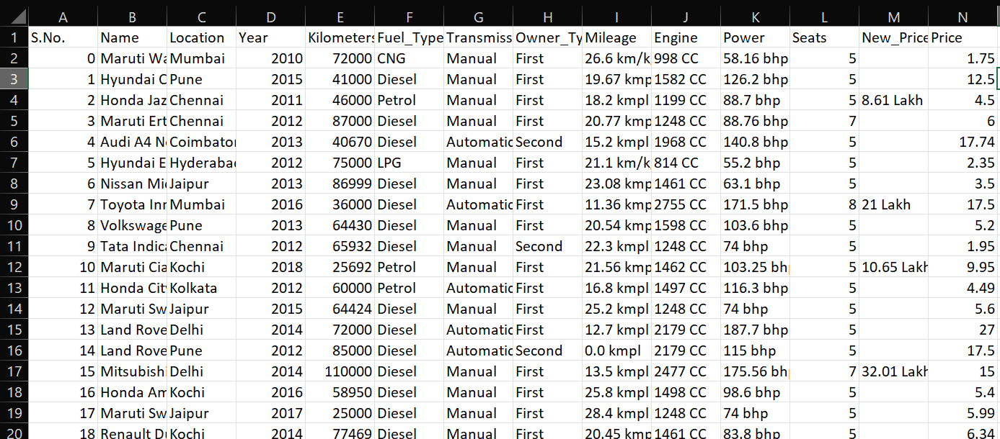 A B C D E F G H I J K L M N
1 S.No. Name Location Year Kilometers Fuel_Type Transmiss Owner_Ty Mileage Engine Power Seats New_Price Price
2 0 Maruti Wa Mumbai 2010 72000 CNG Manual First 26.6 km/k 998 CC 58.16 bhp 5 1.75
3 1 Hyundai C Pune 2015 41000 Diesel Manual First 19.67 kmp 1582 CC 126.2 bhp 5 12.5
4 2 Honda Jaz Chennai 2011 46000 Petrol Manual First 18.2 kmpl 1199 CC 88.7 bhp 5 8.61 Lakh 4.5
5 3 Maruti Ert Chennai 2012 87000 Diesel Manual First 20.77 kmp 1248 CC 88.76 bhp 7 6
6 4 Audi A4 N Coimbator 2013 40670 Diesel Automatic Second 15.2 kmpl 1968 CC 140.8 bhp 5 17.74
7 5 Hyundai E Hyderabad 2012 75000 LPG Manual First 21.1 km/k 814 CC 55.2 bhp 5 2.35
8 6 Nissan Mic Jaipur 2013 86999 Diesel Manual First 23.08 kmp 1461 CC 63.1 bhp 5 3.5
9 7 Toyota Inn Mumbai 2016 36000 Diesel Automatic First 11.36 kmp 2755 CC 171.5 bhp 8 21 Lakh 17.5
10 8 Volkswage Pune 2013 64430 Diesel Manual First 20.54 kmp 1598 CC 103.6 bhp 5 5.2
11 9 Tata Indica Chennai 2012 65932 Diesel Manual Second 22.3 kmpl 1248 CC 74 bhp 5 1.95
12 10 Maruti Cia Kochi 2018 25692 Petrol Manual First 21.56 kmp 1462 CC 103.25 bhp 5 10.65 Lakh 9.95
13 11 Honda City Kolkata 2012 60000 Petrol Automatic First 16.8 kmpl 1497 CC 116.3 bhp 5 4.49
14 12 Maruti Sw Jaipur 2015 64424 Diesel Manual First 25.2 kmpl 1248 CC 74 bhp 5 5.6
15 13 Land Rove Delhi 2014 72000 Diesel Automatic First 12.7 kmpl 2179 CC 187.7 bhp 5 27
16 14 Land Rove Pune 2012 85000 Diesel Automatic Second 0.0 kmpl 2179 CC 115 bhp 5 17.5
17 15 Mitsubishi Delhi 2014 110000 Diesel Manual First 13.5 kmpl 2477 CC 175.56 bhp 7 32.01 Lakh 15
18 16 Honda Am Kochi 2016 58950 Diesel Manual First 25.8 kmpl 1498 CC 98.6 bhp 5 5.4
19 17 Maruti Sw Jaipur 2017 25000 Diesel Manual First 28.4 kmpl 1248 CC 74 bhp 5 5.99
20 18 Renault Du Kochi 2014 77469 Diesel Manual First 20.45 kmp 1461 CC 83.8 bhp 5 6.34